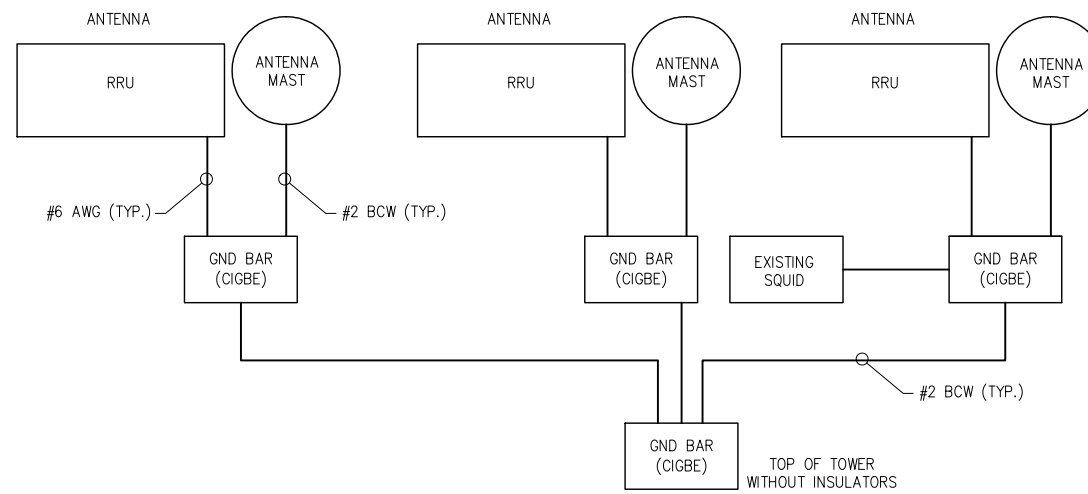 ANTENNA
ANTENNA
ANTENNA
RRU
ANTENNA
MAST
RRU
ANTENNA
MAST
RRU
ANTENNA
MAST
#6 AWG (TYP.)
#2 BCW (TYP.)
GND BAR
(CIGBE)
GND BAR
(CIGBE)
EXISTING
SQUID
GND BAR
(CIGBE)
#2 BCW (TYP.)
GND BAR
(CIGBE)
TOP OF TOWER
WITHOUT INSULATORS